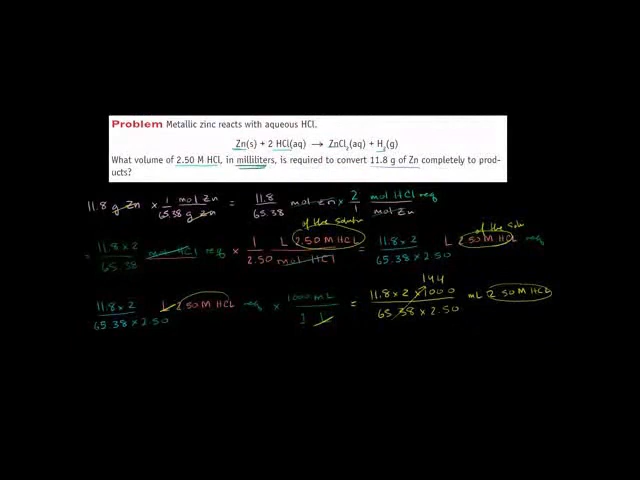 Problem Metallic zinc reacts with aqueous HCl.
Zn(s) + 2 HCl(aq) → ZnCl₂(aq) + H₂(g)
What volume of 2.50 M HCl, in milliliters, is required to convert 11.8 g of Zn completely to prod-
ucts?
11.8 g Zn × 1 mol Zn / 65.38 g Zn = 11.8 / 65.38 mol Zn × 2 mol HCl req / 1 mol Zn
of the solution
of the solu
= 11.8 × 2 / 65.38 mol HCl req × 1 L 2.50 M HCL / 2.50 mol HCl = 11.8 × 2 / 65.38 × 2.50 L 2.50 M HCL req
144
11.8 × 2 / 65.38 × 2.50 L 2.50 M HCL req × 1000 mL / 1 L = 11.8 × 2 × 1000 / 65.38 × 2.50 mL 2.50 M HCL